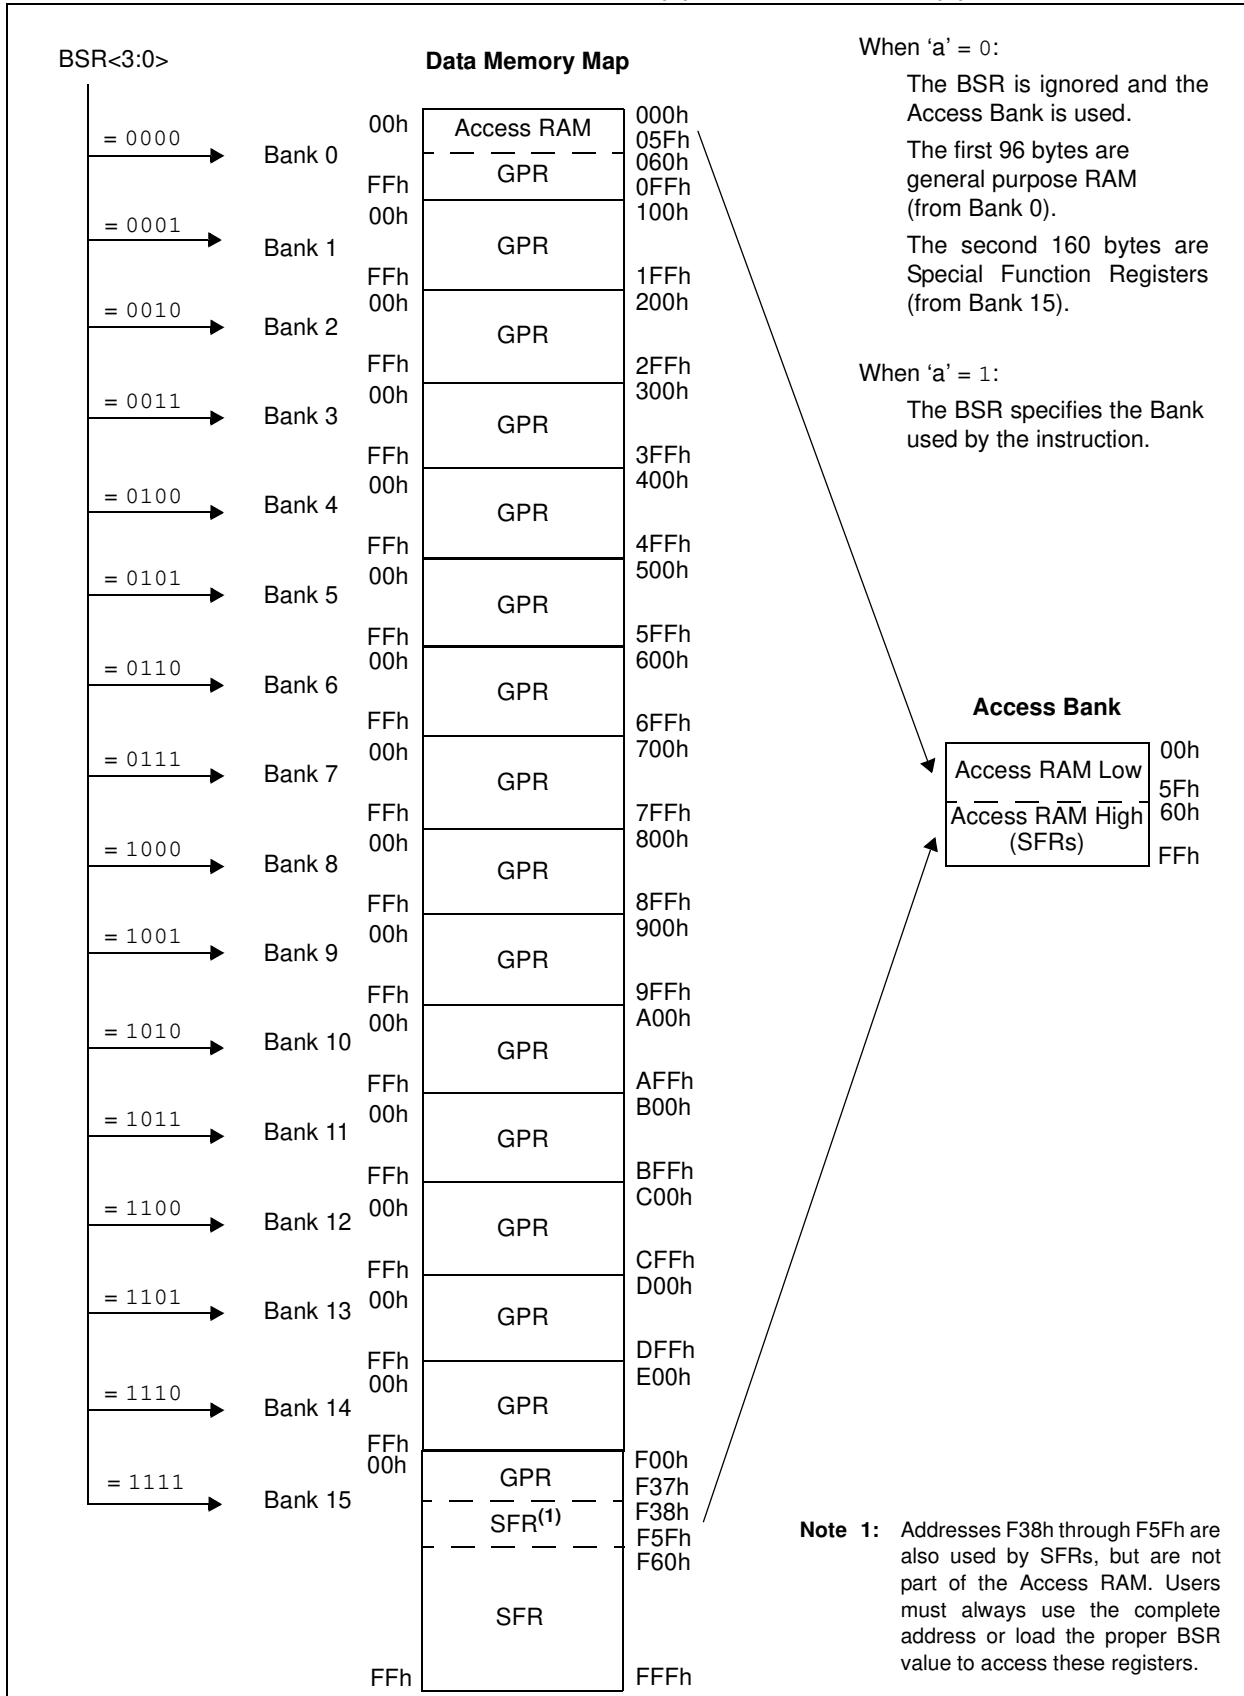 BSR<3:0>
Data Memory Map
When ‘a’ = 0:
The BSR is ignored and the
Access Bank is used.
The first 96 bytes are
general purpose RAM
(from Bank 0).
The second 160 bytes are
Special Function Registers
(from Bank 15).
When ‘a’ = 1:
The BSR specifies the Bank
used by the instruction.
= 0000
Bank 0
00h
Access RAM
000h
05Fh
060h
GPR
FFh
0FFh
= 0001
Bank 1
00h
100h
GPR
FFh
1FFh
= 0010
Bank 2
00h
200h
GPR
FFh
2FFh
= 0011
Bank 3
00h
300h
GPR
FFh
3FFh
= 0100
Bank 4
00h
400h
GPR
FFh
4FFh
= 0101
Bank 5
00h
500h
GPR
FFh
5FFh
= 0110
Bank 6
00h
600h
GPR
FFh
6FFh
= 0111
Bank 7
00h
700h
GPR
FFh
7FFh
= 1000
Bank 8
00h
800h
GPR
FFh
8FFh
= 1001
Bank 9
00h
900h
GPR
FFh
9FFh
= 1010
Bank 10
00h
A00h
GPR
FFh
AFFh
= 1011
Bank 11
00h
B00h
GPR
FFh
BFFh
= 1100
Bank 12
00h
C00h
GPR
FFh
CFFh
= 1101
Bank 13
00h
D00h
GPR
FFh
DFFh
= 1110
Bank 14
00h
E00h
GPR
FFh
= 1111
Bank 15
00h
F00h
GPR
F37h
F38h
SFR(1)
F5Fh
F60h
SFR
FFh
FFFh
Access Bank
Access RAM Low
00h
5Fh
Access RAM High
(SFRs)
60h
FFh
Note 1: Addresses F38h through F5Fh are
also used by SFRs, but are not
part of the Access RAM. Users
must always use the complete
address or load the proper BSR
value to access these registers.